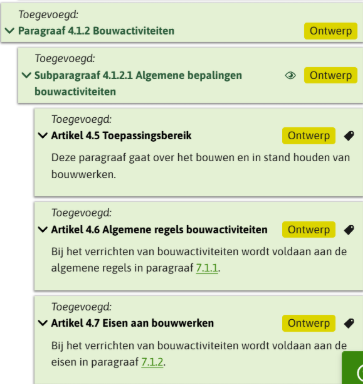 Toegevoegd:
Paragraaf 4.1.2 Bouwactiviteiten Ontwerp
Toegevoegd:
Subparagraaf 4.1.2.1 Algemene bepalingen Ontwerp
bouwactiviteiten
Toegevoegd:
Artikel 4.5 Toepassingsbereik Ontwerp
Deze paragraaf gaat over het bouwen en in stand houden van
bouwwerken.
Toegevoegd:
Artikel 4.6 Algemene regels bouwactiviteiten Ontwerp
Bij het verrichten van bouwactiviteiten wordt voldaan aan de
algemene regels in paragraaf 7.1.1.
Toegevoegd:
Artikel 4.7 Eisen aan bouwwerken Ontwerp
Bij het verrichten van bouwactiviteiten wordt voldaan aan de
eisen in paragraaf 7.1.2.